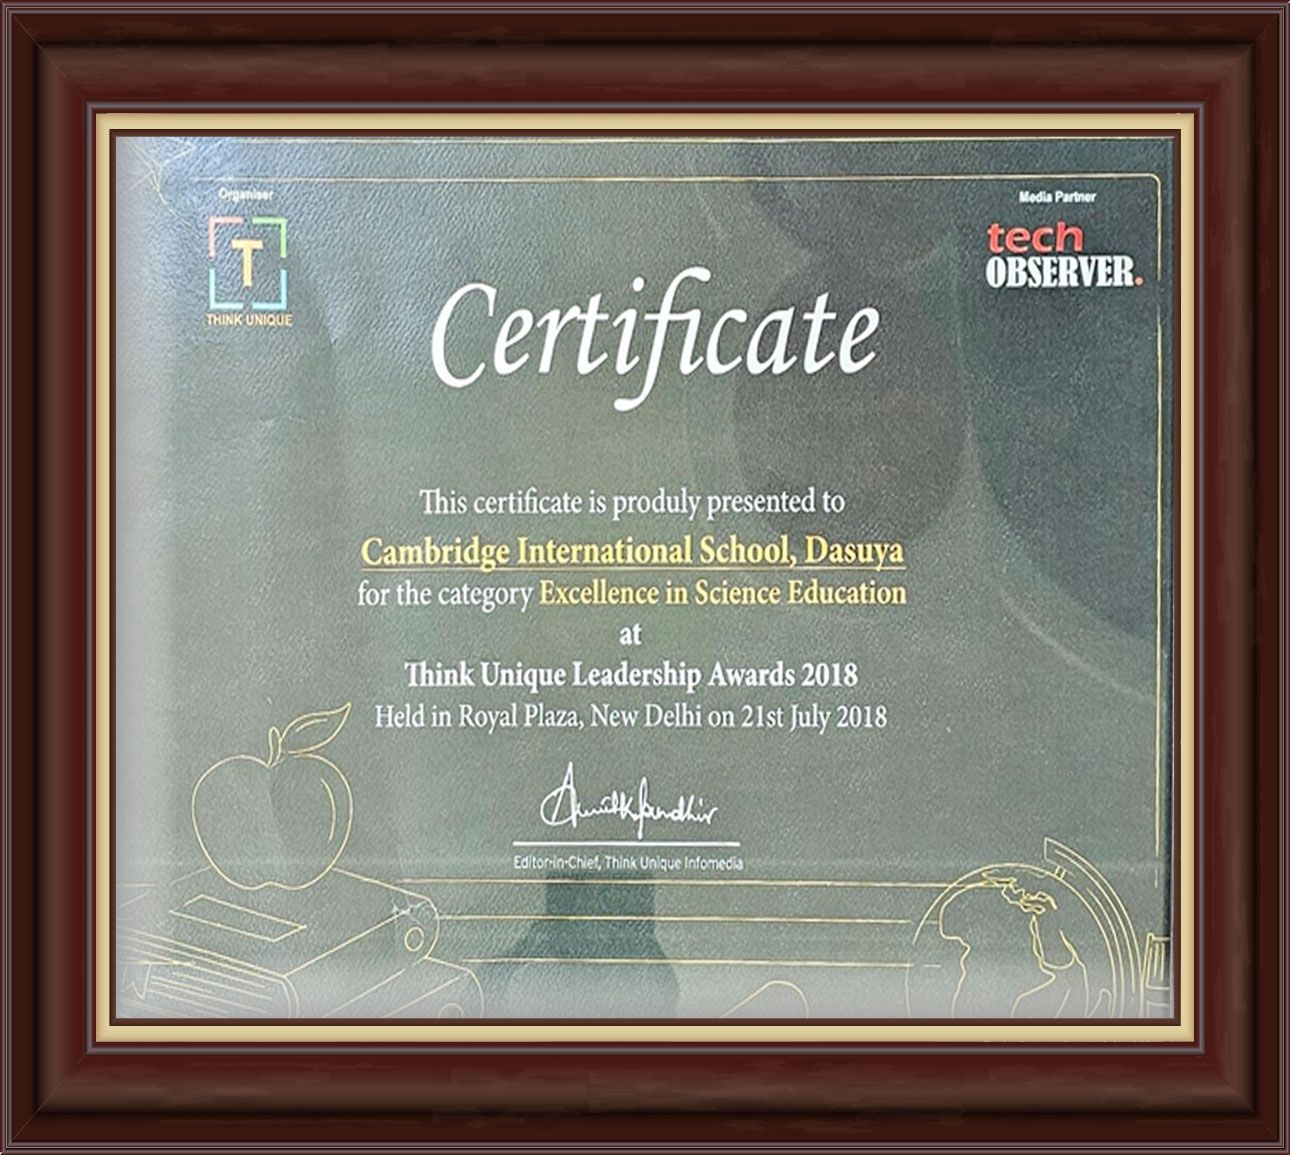 Organiser
T
THINK UNIQUE
Media Partner
tech
OBSERVER.
Certificate
This certificate is produly presented to
Cambridge International School, Dasuya
for the category Excellence in Science Education
at
Think Unique Leadership Awards 2018
Held in Royal Plaza, New Delhi on 21st July 2018
Editor-in-Chief, Think Unique Infomedia